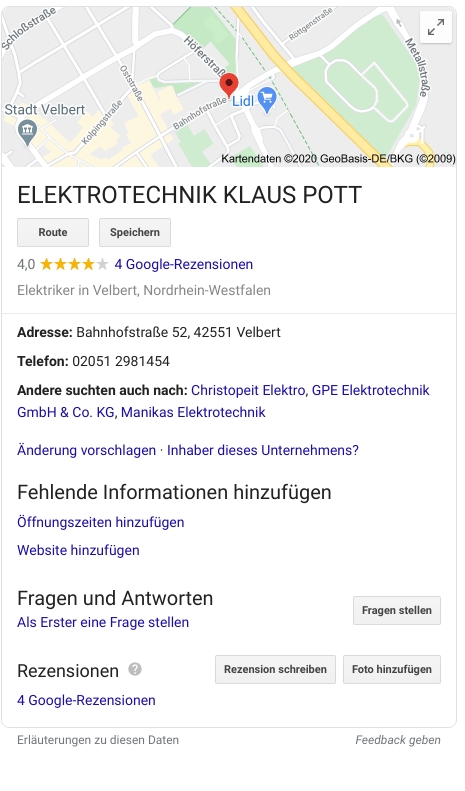 Schloßstraße
Höferstraße
Röntgenstraße
Metallstraße
Oststraße
Kolpingstraße
Bahnhofstraße
Lidl
Stadt Velbert
Kartendaten ©2020 GeoBasis-DE/BKG (©2009)
ELEKTROTECHNIK KLAUS POTT
Route Speichern
4,0 4 Google-Rezensionen
Elektriker in Velbert, Nordrhein-Westfalen
Adresse: Bahnhofstraße 52, 42551 Velbert
Telefon: 02051 2981454
Andere suchten auch nach: Christopeit Elektro, GPE Elektrotechnik
GmbH & Co. KG, Manikas Elektrotechnik
Änderung vorschlagen · Inhaber dieses Unternehmens?
Fehlende Informationen hinzufügen
Öffnungszeiten hinzufügen
Website hinzufügen
Fragen und Antworten
Fragen stellen
Als Erster eine Frage stellen
Rezensionen ? Rezension schreiben Foto hinzufügen
4 Google-Rezensionen
Erläuterungen zu diesen Daten Feedback geben